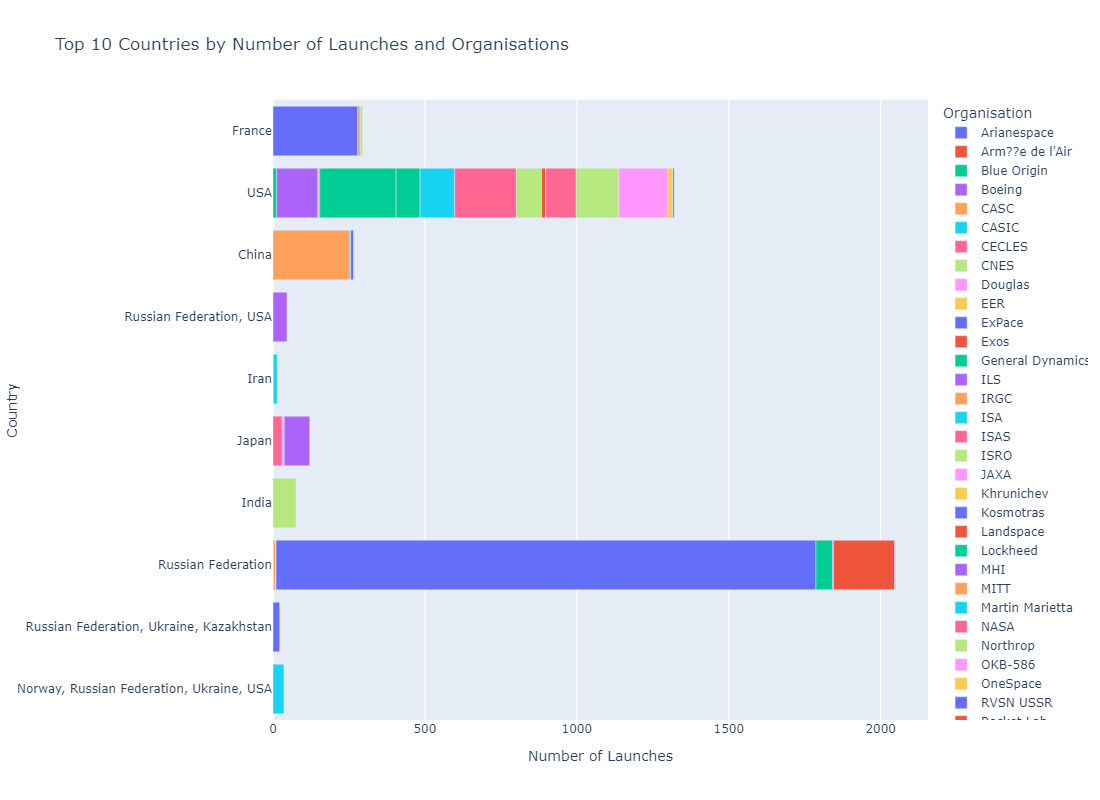 Top 10 Countries by Number of Launches and Organisations
France
USA
China
Russian Federation, USA
Iran
Japan
India
Russian Federation
Russian Federation, Ukraine, Kazakhstan
Norway, Russian Federation, Ukraine, USA
Country
0
500
1000
1500
2000
Number of Launches
Organisation
Arianespace
Arm??e de l'Air
Blue Origin
Boeing
CASC
CASIC
CECLES
CNES
Douglas
EER
ExPace
Exos
General Dynamics
ILS
IRGC
ISA
ISAS
ISRO
JAXA
Khrunichev
Kosmotras
Landspace
Lockheed
MHI
MITT
Martin Marietta
NASA
Northrop
OKB-586
OneSpace
RVSN USSR
Rocket Lab